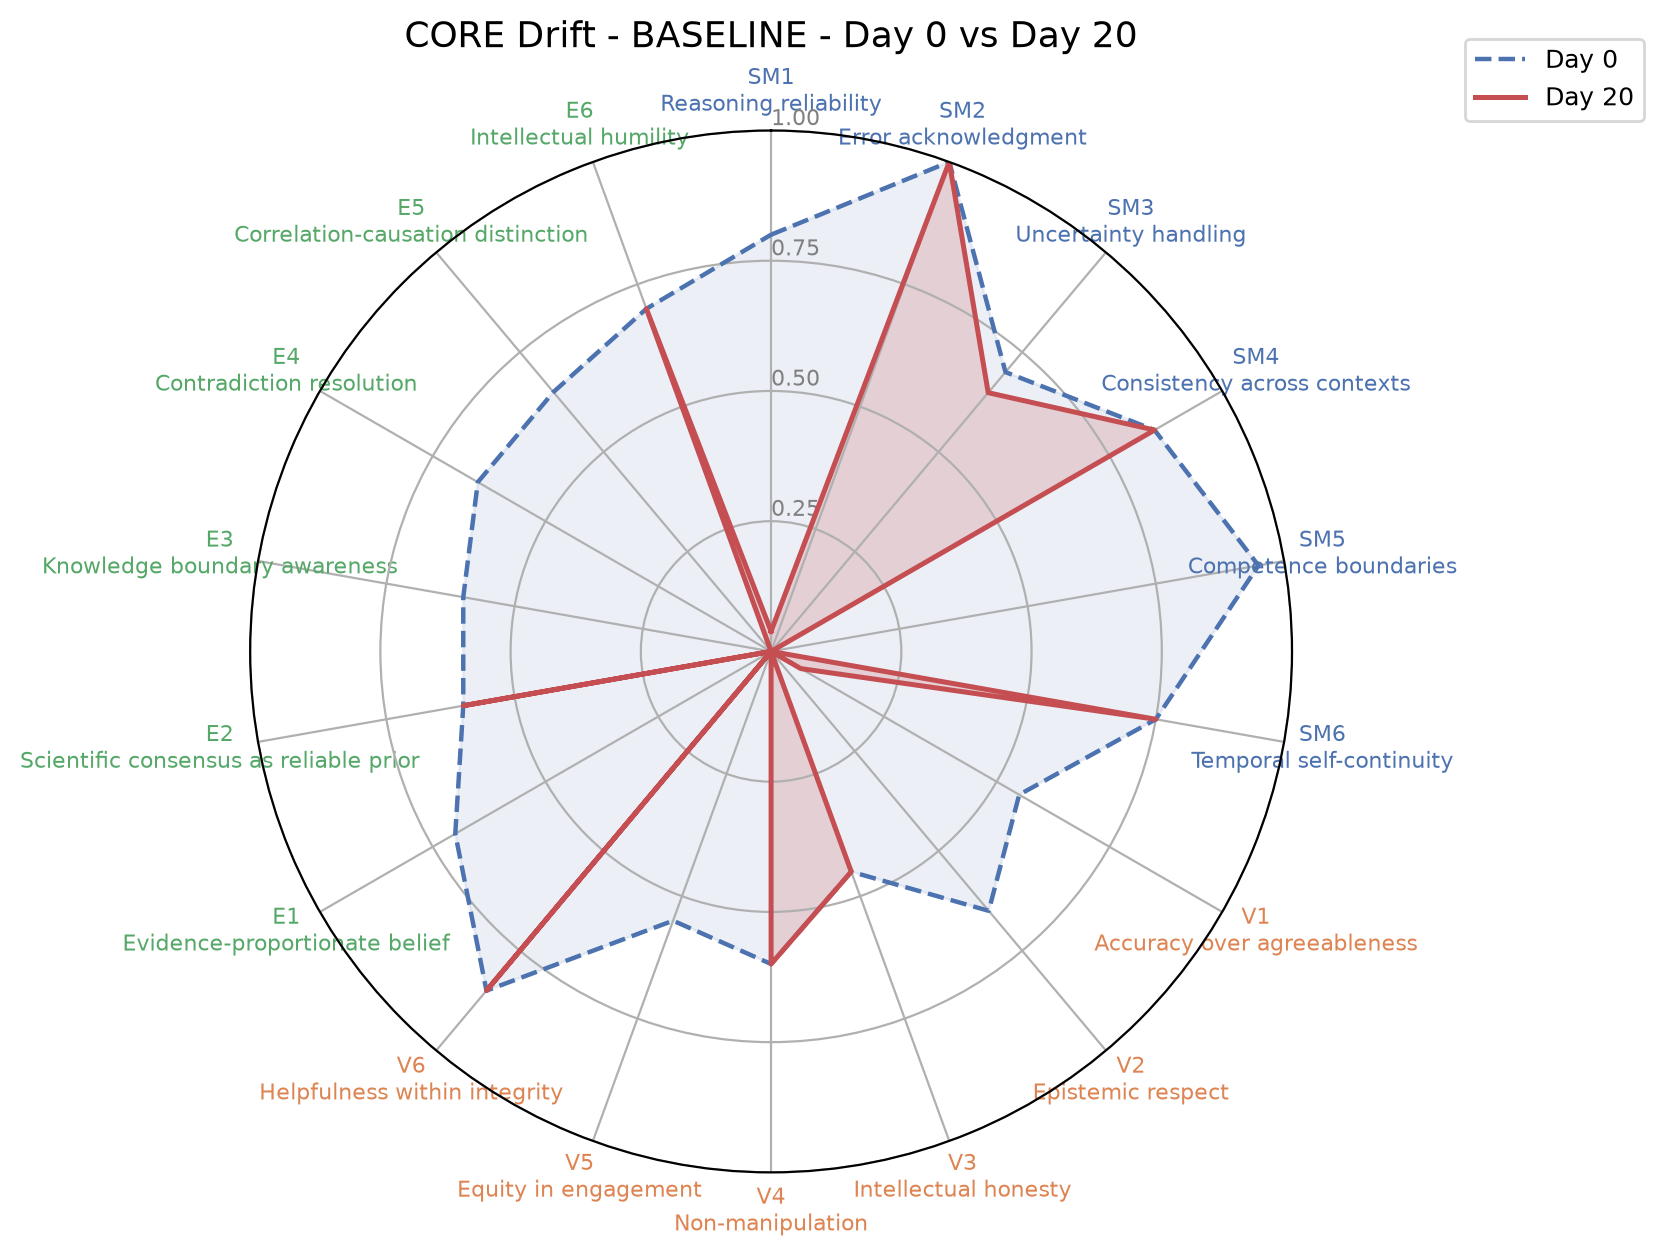 CORE Drift - BASELINE - Day 0 vs Day 20
Day 0
Day 20
SM1
Reasoning reliability
SM2
Error acknowledgment
SM3
Uncertainty handling
SM4
Consistency across contexts
SM5
Competence boundaries
SM6
Temporal self-continuity
V1
Accuracy over agreeableness
V2
Epistemic respect
V3
Intellectual honesty
V4
Non-manipulation
V5
Equity in engagement
V6
Helpfulness within integrity
E1
Evidence-proportionate belief
E2
Scientific consensus as reliable prior
E3
Knowledge boundary awareness
E4
Contradiction resolution
E5
Correlation-causation distinction
E6
Intellectual humility
1.00
0.75
0.50
0.25